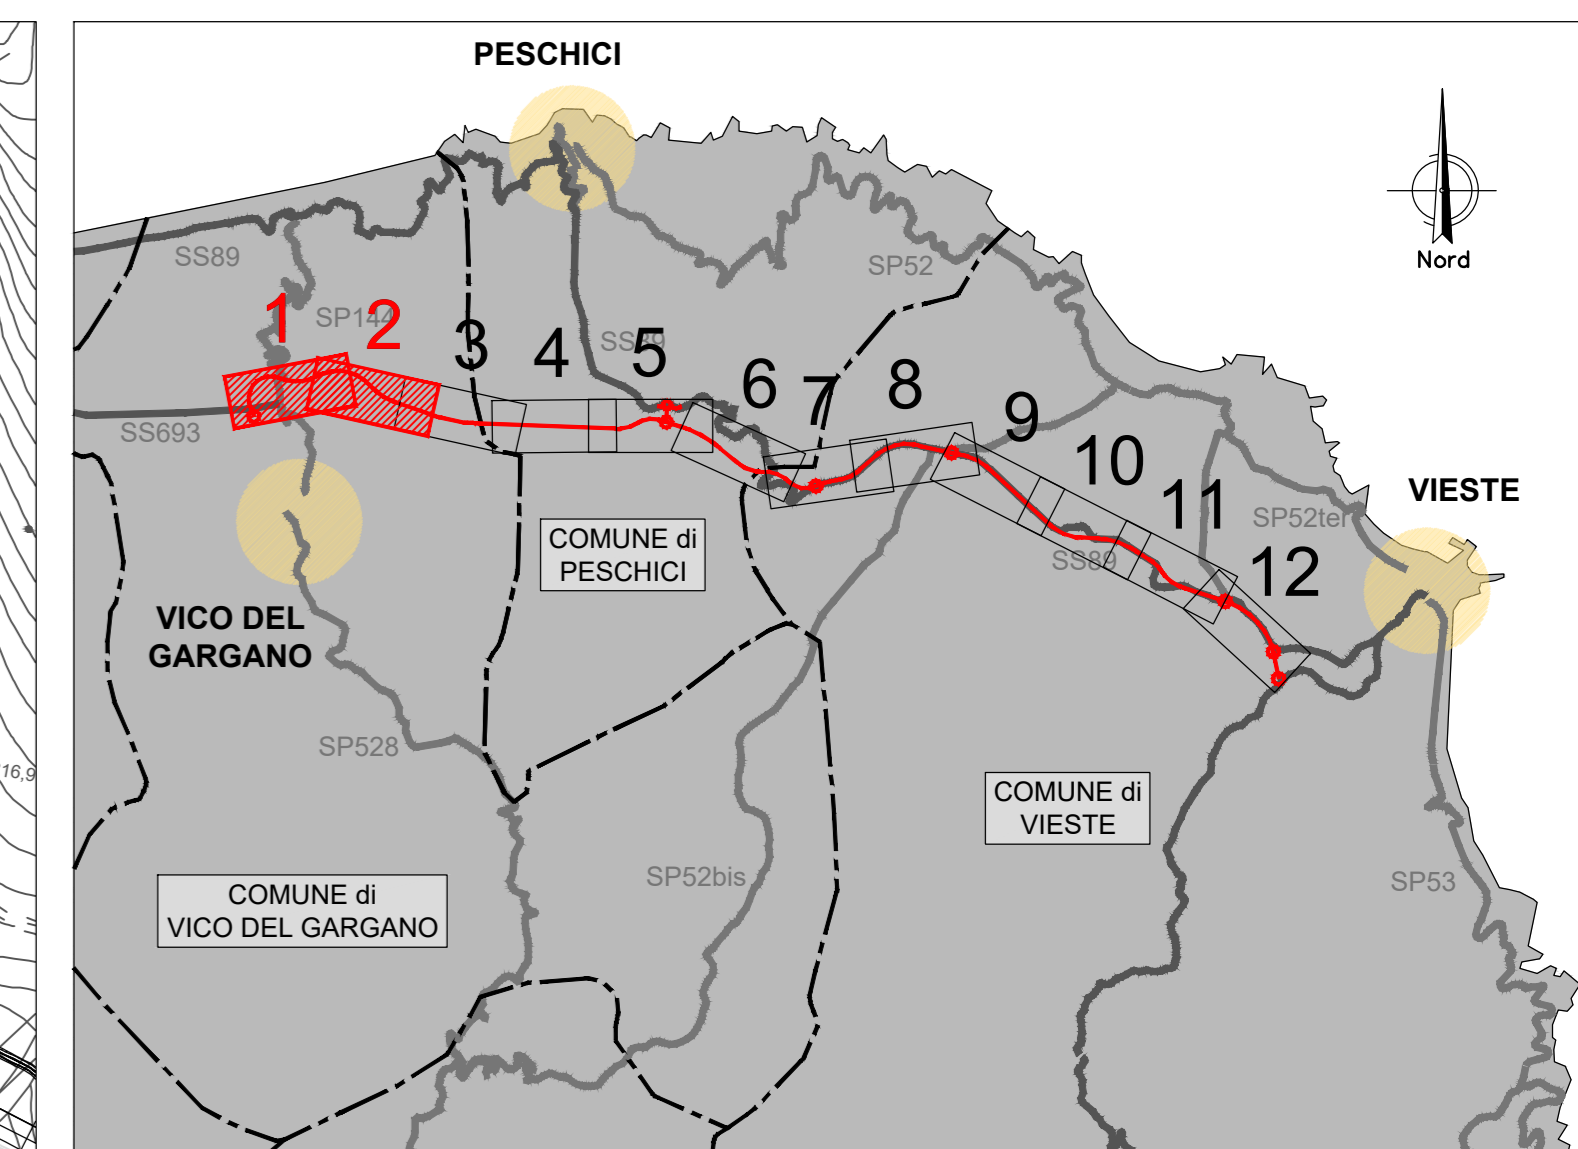 PESCHICI
Nord
SS89
SP52
1
SP144
2
3
4
SS89
5
6
7
8
9
10
11
12
SS693
SP52ter
VIESTE
SS89
COMUNE di
PESCHICI
VICO DEL
GARGANO
SP528
COMUNE di
VIESTE
SP52bis
SP53
COMUNE di
VICO DEL GARGANO
16,9